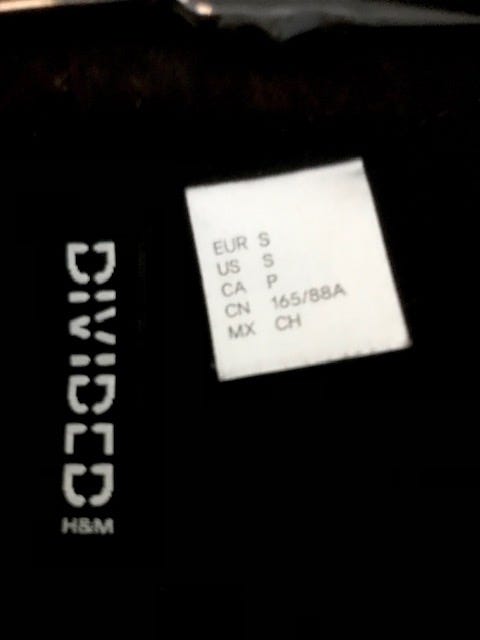 DIVIDED
H&M
EUR S
US S
CA P
CN 165/88A
MX CH